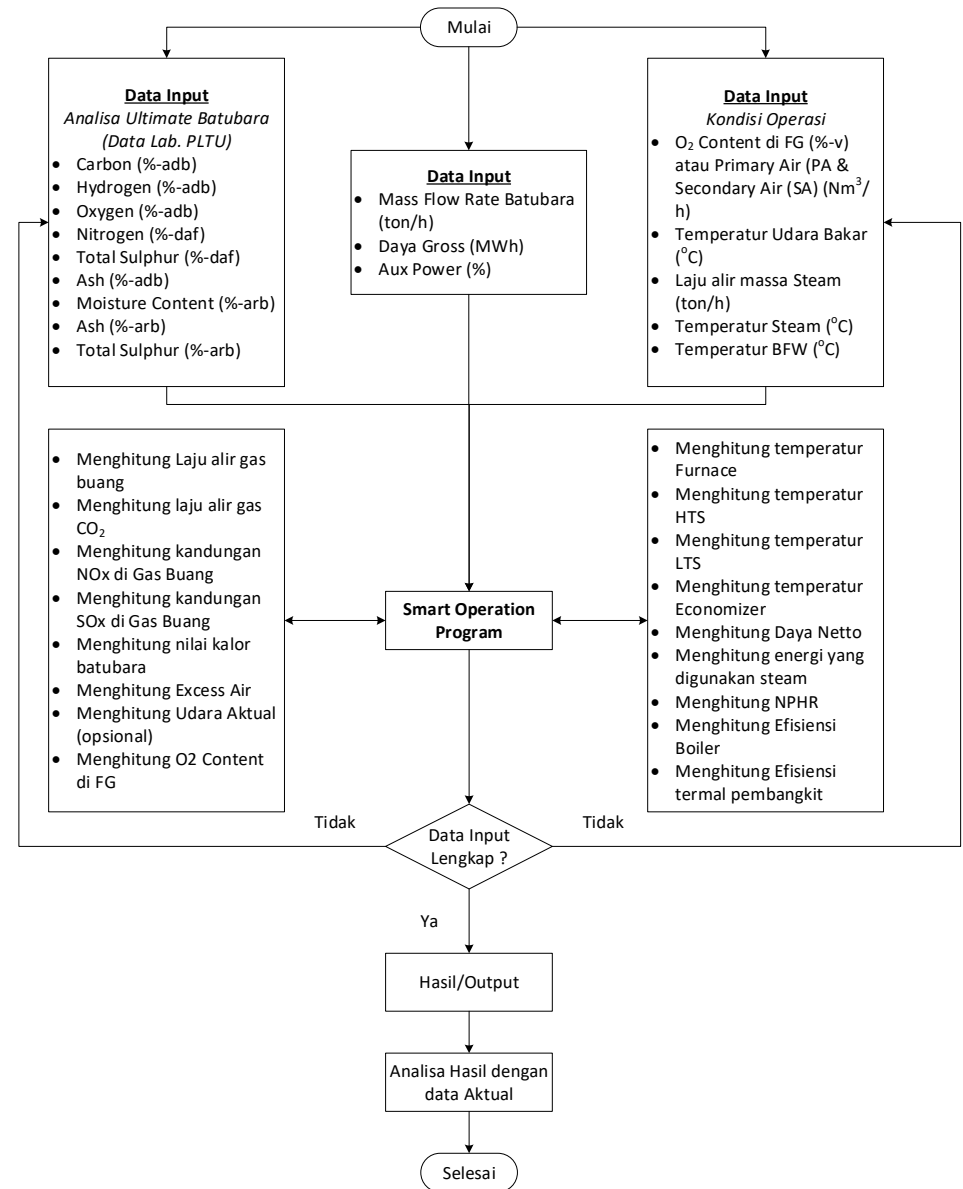 Mulai
Data Input
Analisa Ultimate Batubara
(Data Lab. PLTU)
• Carbon (%-adb)
• Hydrogen (%-adb)
• Oxygen (%-adb)
• Nitrogen (%-daf)
• Total Sulphur (%-daf)
• Ash (%-adb)
• Moisture Content (%-arb)
• Ash (%-arb)
• Total Sulphur (%-arb)
Data Input
• Mass Flow Rate Batubara
(ton/h)
• Daya Gross (MWh)
• Aux Power (%)
Data Input
Kondisi Operasi
• O₂ Content di FG (%-v)
atau Primary Air (PA &
Secondary Air (SA) (Nm³/
h)
• Temperatur Udara Bakar
(°C)
• Laju alir massa Steam
(ton/h)
• Temperatur Steam (°C)
• Temperatur BFW (°C)
• Menghitung Laju alir gas
buang
• Menghitung laju alir gas
CO₂
• Menghitung kandungan
NOx di Gas Buang
• Menghitung kandungan
SOx di Gas Buang
• Menghitung nilai kalor
batubara
• Menghitung Excess Air
• Menghitung Udara Aktual
(opsional)
• Menghitung O2 Content
di FG
Smart Operation
Program
• Menghitung temperatur
Furnace
• Menghitung temperatur
HTS
• Menghitung temperatur
LTS
• Menghitung temperatur
Economizer
• Menghitung Daya Netto
• Menghitung energi yang
digunakan steam
• Menghitung NPHR
• Menghitung Efisiensi
Boiler
• Menghitung Efisiensi
termal pembangkit
Tidak
Data Input
Lengkap ?
Tidak
Ya
Hasil/Output
Analisa Hasil dengan
data Aktual
Selesai